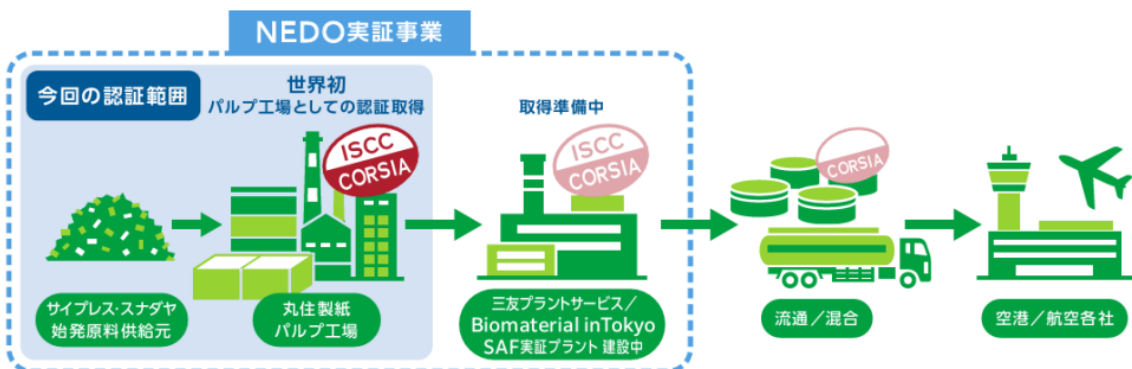 NEDO実証事業
今回の認証範囲
世界初
パルプ工場としての認証取得
ISCC
CORSIA
サイプレス・スナダヤ
始発原料供給元
丸住製紙
パルプ工場
取得準備中
ISCC
CORSIA
三友プラントサービス／
Biomaterial inTokyo
SAF実証プラント 建設中
CORSIA
流通／混合
空港／航空各社